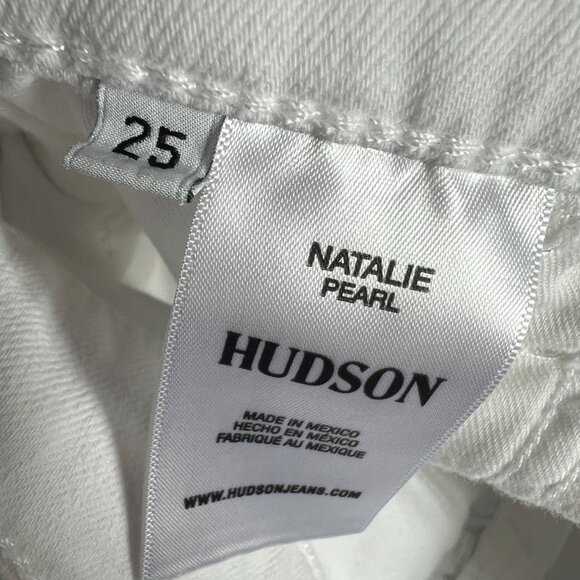 25
NATALIE
PEARL
HUDSON
MADE IN MEXICO
HECHO EN MÉXICO
FABRIQUÉ AU MEXIQUE
WWW.HUDSONJEANS.COM